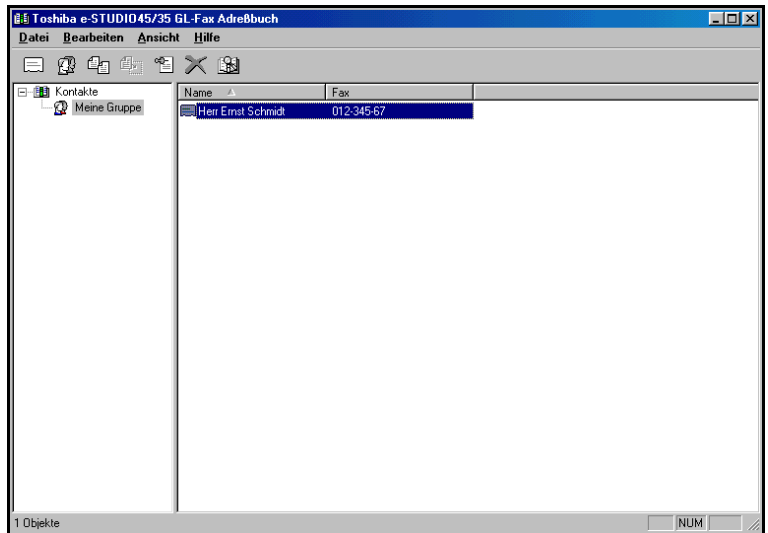 Toshiba e-STUDIO45/35 GL-Fax Adreßbuch
Datei Bearbeiten Ansicht Hilfe
Kontakte
Meine Gruppe
Name Fax
Herr Ernst Schmidt 012-345-67
1 Objekte
NUM